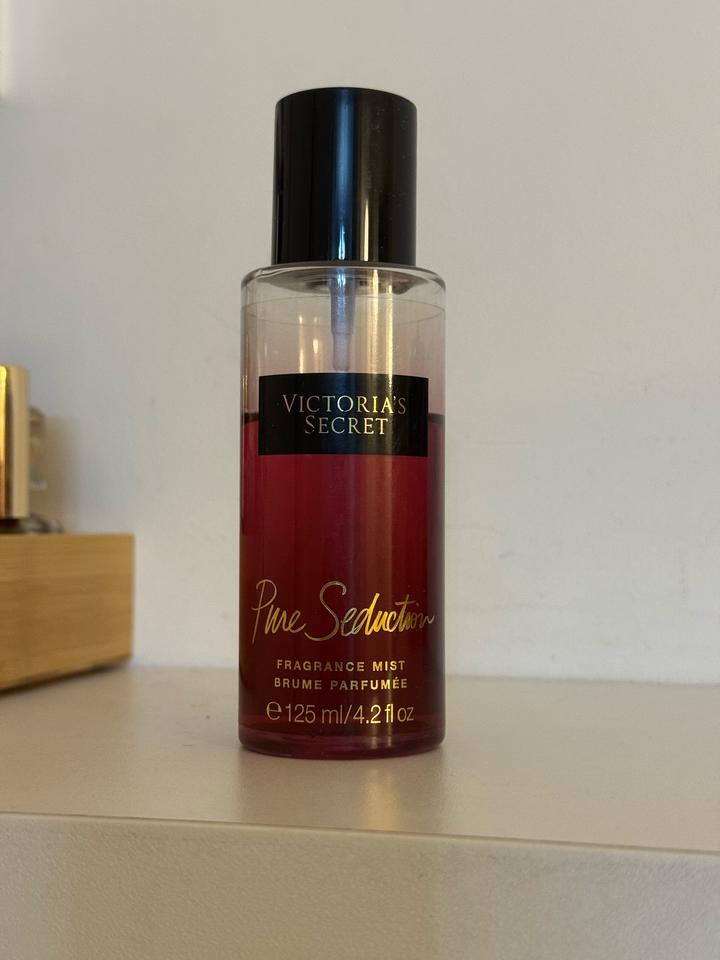 VICTORIA'S
SECRET
Pure Seduction
FRAGRANCE MIST
BRUME PARFUMÉE
℮ 125 ml/4.2 fl oz